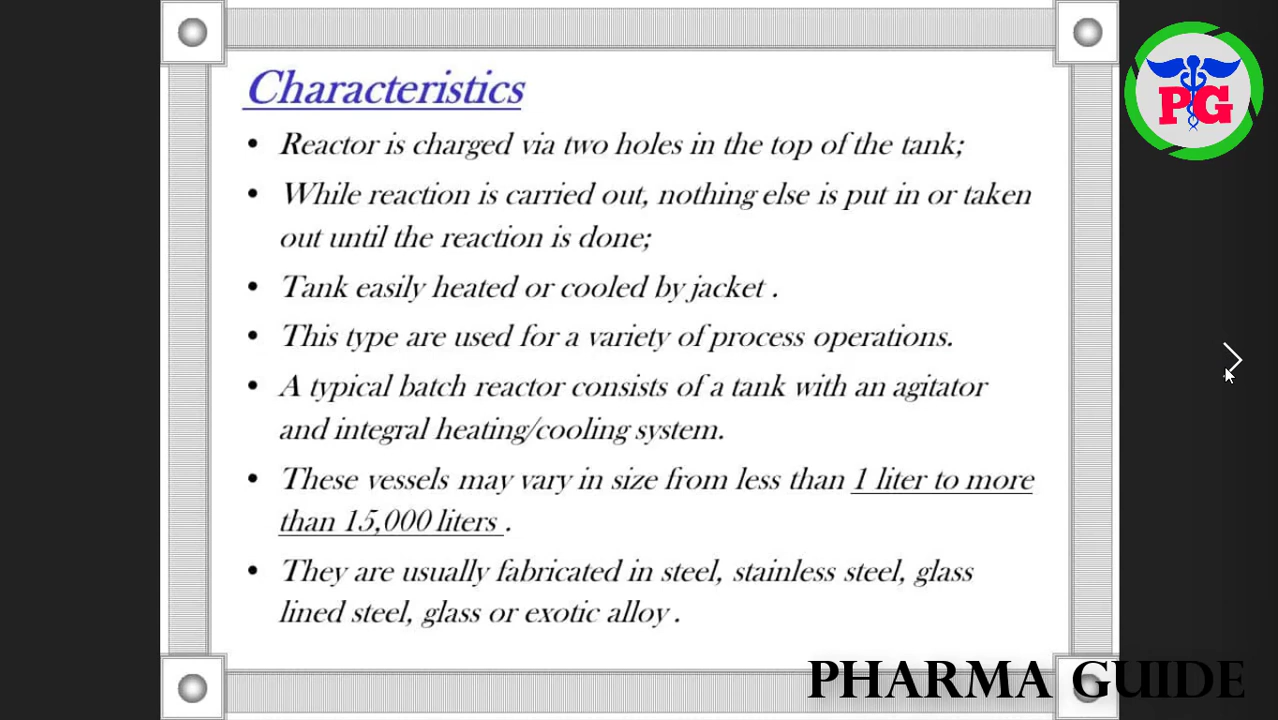 Characteristics
• Reactor is charged via two holes in the top of the tank;
• While reaction is carried out, nothing else is put in or taken
out until the reaction is done;
• Tank easily heated or cooled by jacket .
• This type are used for a variety of process operations.
• A typical batch reactor consists of a tank with an agitator
and integral heating/cooling system.
• These vessels may vary in size from less than 1 liter to more
than 15,000 liters .
• They are usually fabricated in steel, stainless steel, glass
lined steel, glass or exotic alloy .
PG
PHARMA GUIDE